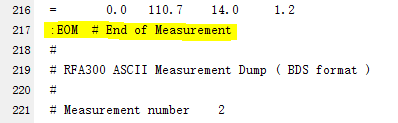 216 = 0.0 110.7 14.0 1.2
217 :EOM # End of Measurement
218 #
219 # RFA300 ASCII Measurement Dump ( BDS format )
220 #
221 # Measurement number 2